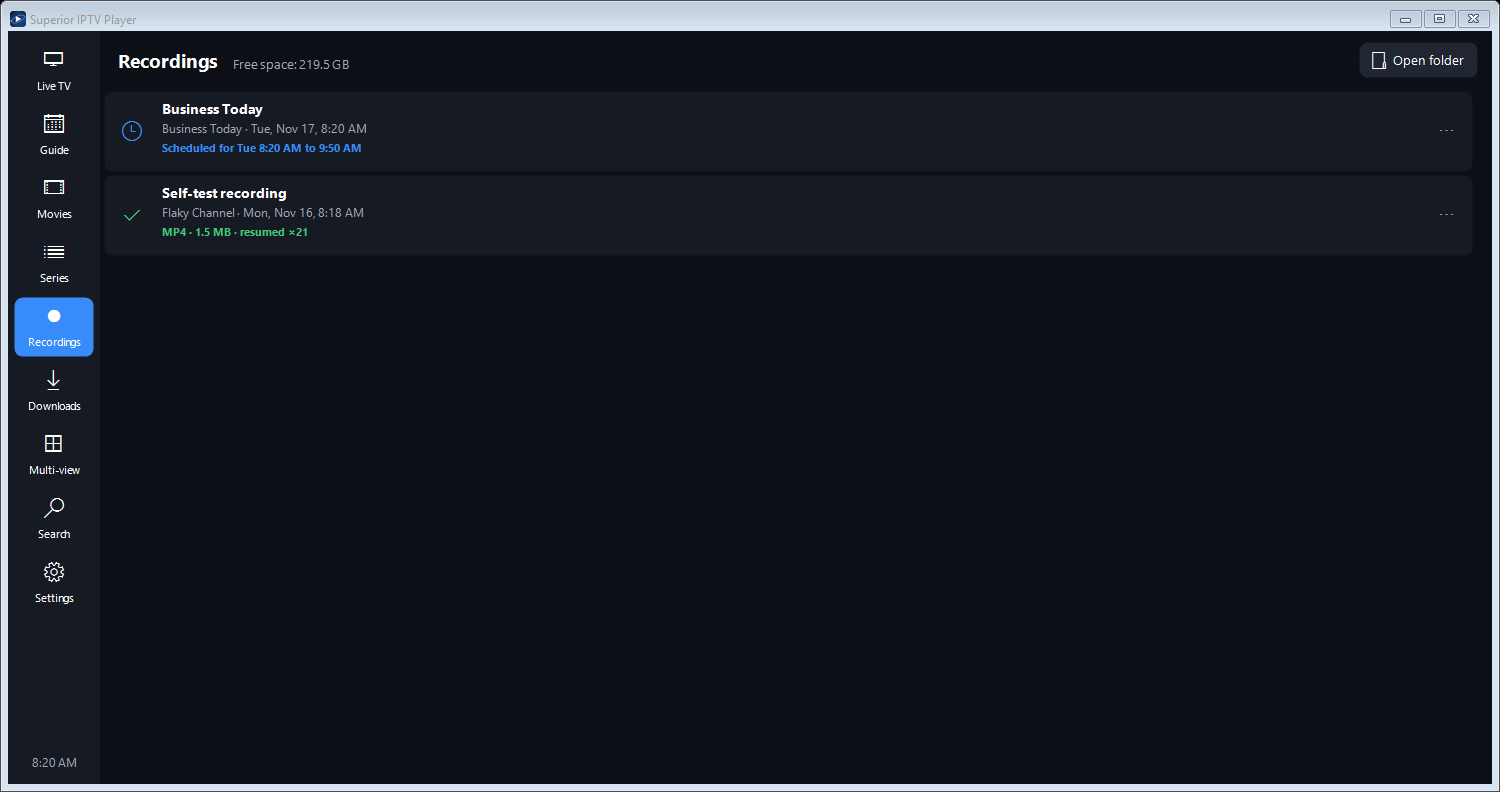 Superior IPTV Player
Live TV
Guide
Movies
Series
Recordings
Downloads
Multi-view
Search
Settings
8:20 AM
Recordings
Free space: 219.5 GB
Open folder
Business Today
Business Today · Tue, Nov 17, 8:20 AM
Scheduled for Tue 8:20 AM to 9:50 AM
Self-test recording
Flaky Channel · Mon, Nov 16, 8:18 AM
MP4 · 1.5 MB · resumed ×21